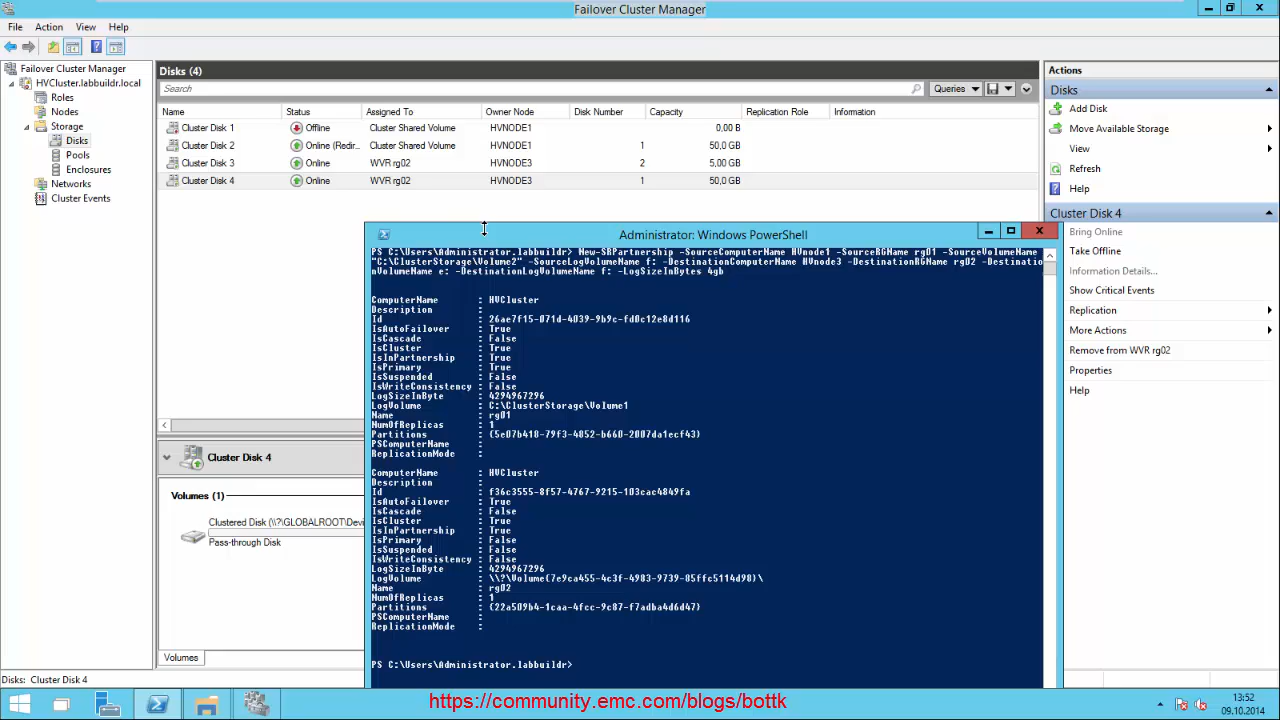 Failover Cluster Manager
File Action View Help
Failover Cluster Manager
HVCluster.labbuildr.local
Roles
Nodes
Storage
Disks
Pools
Enclosures
Networks
Cluster Events
Disks (4)
Search
Queries
Name Status Assigned To Owner Node Disk Number Capacity Replication Role Information
Cluster Disk 1 Offline Cluster Shared Volume HVNODE1 0,00 B
Cluster Disk 2 Online (Redir... Cluster Shared Volume HVNODE1 1 50,0 GB
Cluster Disk 3 Online WVR rg02 HVNODE3 2 5,00 GB
Cluster Disk 4 Online WVR rg02 HVNODE3 1 50,0 GB
Cluster Disk 4
Volumes (1)
Clustered Disk (\\?\GLOBALROOT\Devi
Pass-through Disk
Volumes
Administrator: Windows PowerShell
PS C:\Users\Administrator.labbuildr> New-SRPartnership -SourceComputerName HVnode1 -SourceRGName rg01 -SourceVolumeName
"C:\ClusterStorage\Volume2" -SourceLogVolumeName f: -DestinationComputerName HVnode3 -DestinationRGName rg02 -Destinatio
nVolumeName e: -DestinationLogVolumeName f: -LogSizeInBytes 4gb
ComputerName : HVCluster
Description :
Id : 26ae7f15-071d-4039-9b9c-fd0c12e8d116
IsAutoFailover : True
IsCascade : False
IsCluster : True
IsInPartnership : True
IsPrimary : True
IsSuspended : False
IsWriteConsistency : False
LogSizeInByte : 4294967296
LogVolume : C:\ClusterStorage\Volume1
Name : rg01
NumOfReplicas : 1
Partitions : {5e07b418-79f3-4852-b660-2007da1ecf43}
PSComputerName :
ReplicationMode :
ComputerName : HVCluster
Description :
Id : f36c3555-8f57-4767-9215-103cac4849fa
IsAutoFailover : True
IsCascade : False
IsCluster : True
IsInPartnership : True
IsPrimary : False
IsSuspended : False
IsWriteConsistency : False
LogSizeInByte : 4294967296
LogVolume : \\?\Volume{7e9ca455-4c3f-4983-9739-85ffc5114d98}\
Name : rg02
NumOfReplicas : 1
Partitions : {22a509b4-1caa-4fcc-9c87-f7adba4d6d47}
PSComputerName :
ReplicationMode :
PS C:\Users\Administrator.labbuildr>
Actions
Disks
Add Disk
Move Available Storage
View
Refresh
Help
Cluster Disk 4
Bring Online
Take Offline
Information Details...
Show Critical Events
Replication
More Actions
Remove from WVR rg02
Properties
Help
Disks: Cluster Disk 4
https://community.emc.com/blogs/bottk
13:52
09.10.2014